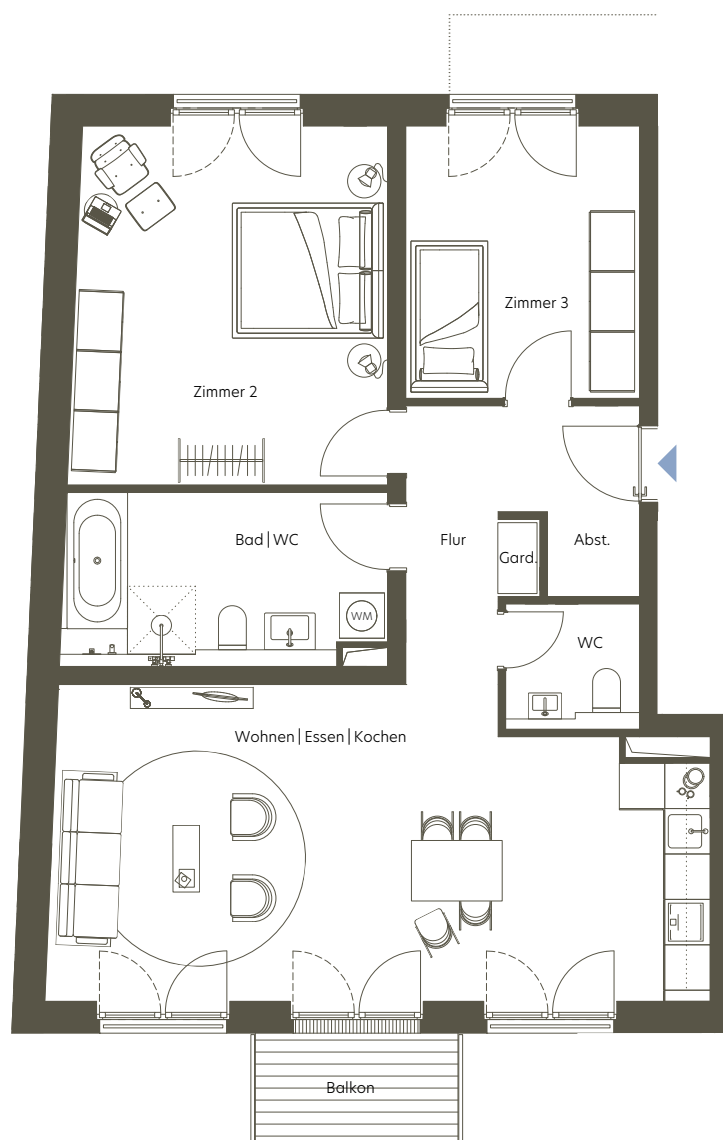 Zimmer 3
Zimmer 2
Bad|WC
Flur
Gard.
Abst.
WM
WC
Wohnen|Essen|Kochen
Balkon